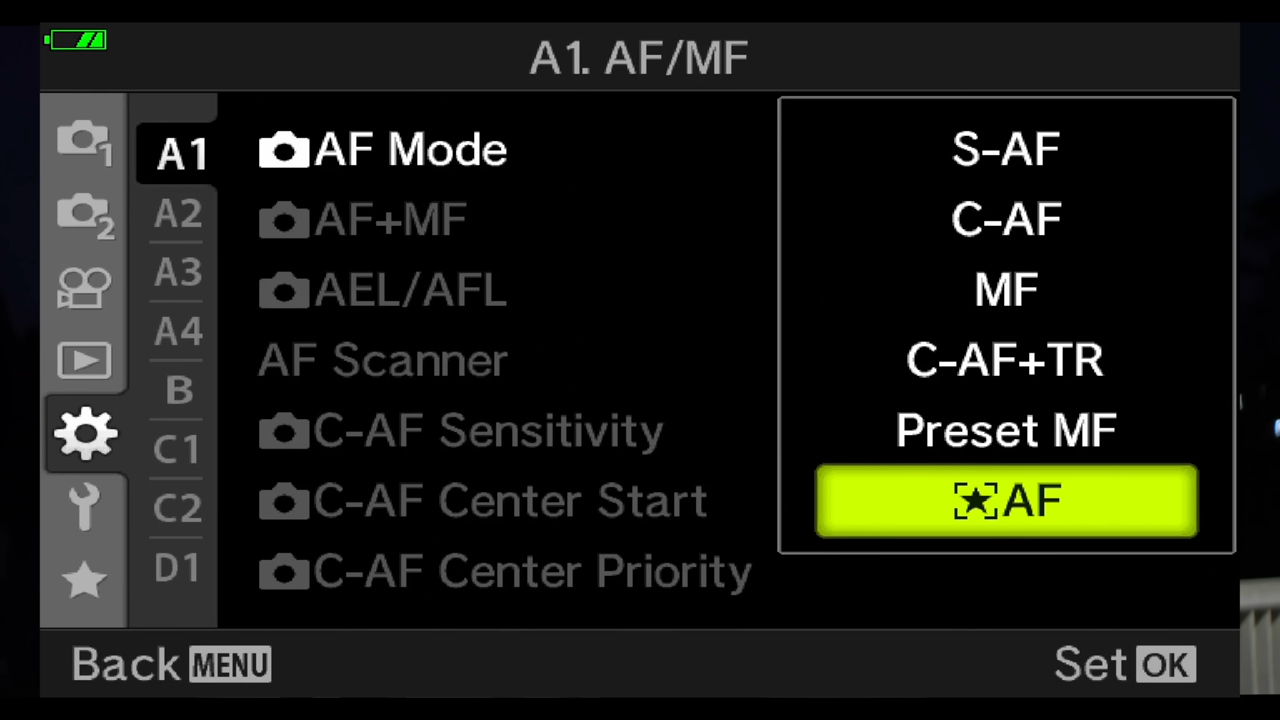 A1. AF/MF
1
2
A1
A2
A3
A4
B
C1
C2
D1
AF Mode
AF+MF
AEL/AFL
AF Scanner
C-AF Sensitivity
C-AF Center Start
C-AF Center Priority
S-AF
C-AF
MF
C-AF+TR
Preset MF
AF
Back MENU
Set OK